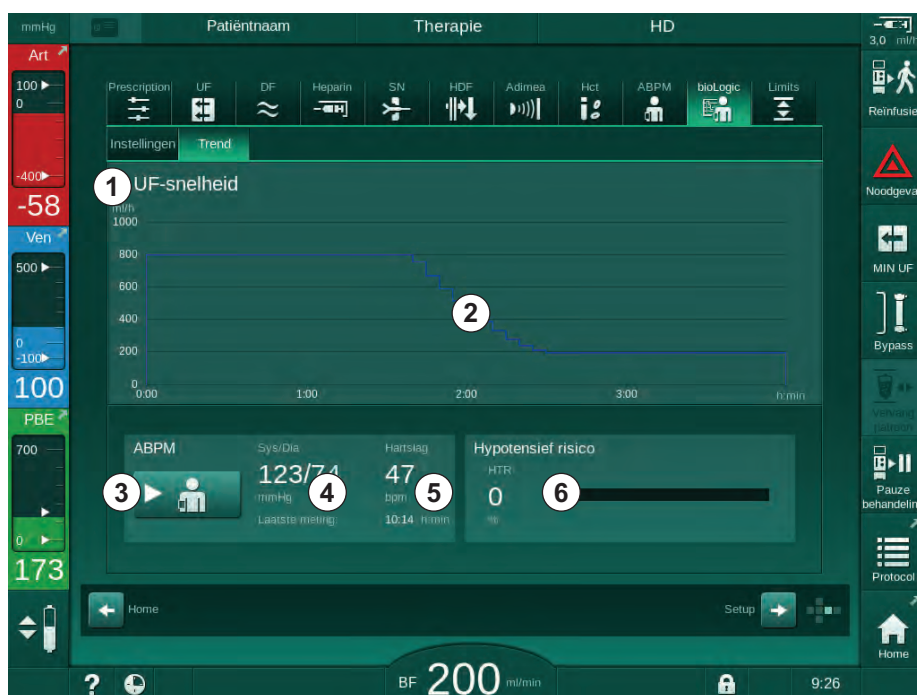 mmHg
Patiëntnaam
Therapie
HD
3,0 ml/h
Art
100
0
-400
-58
Ven
500
0
-100
100
PBE
700
0
173
Prescription
UF
DF
Heparin
SN
HDF
Adimea
Hct
ABPM
bioLogic
Limits
Instellingen
Trend
1
UF-snelheid
ml/h
1000
800
600
400
200
0
0:00
1:00
2:00
3:00
h:min
2
ABPM
3
Sys/Dia
123/74
mmHg
4
Laatste meting:
Hartslag
47
bpm
5
10:14 h:min
Hypotensief risico
HTR
0
%
6
Home
Setup
Reïnfusie
Noodgeval
MIN UF
Bypass
Vervang
patroon
Pauze
behandeling
Protocol
Home
?
BF 200 ml/min
9:26